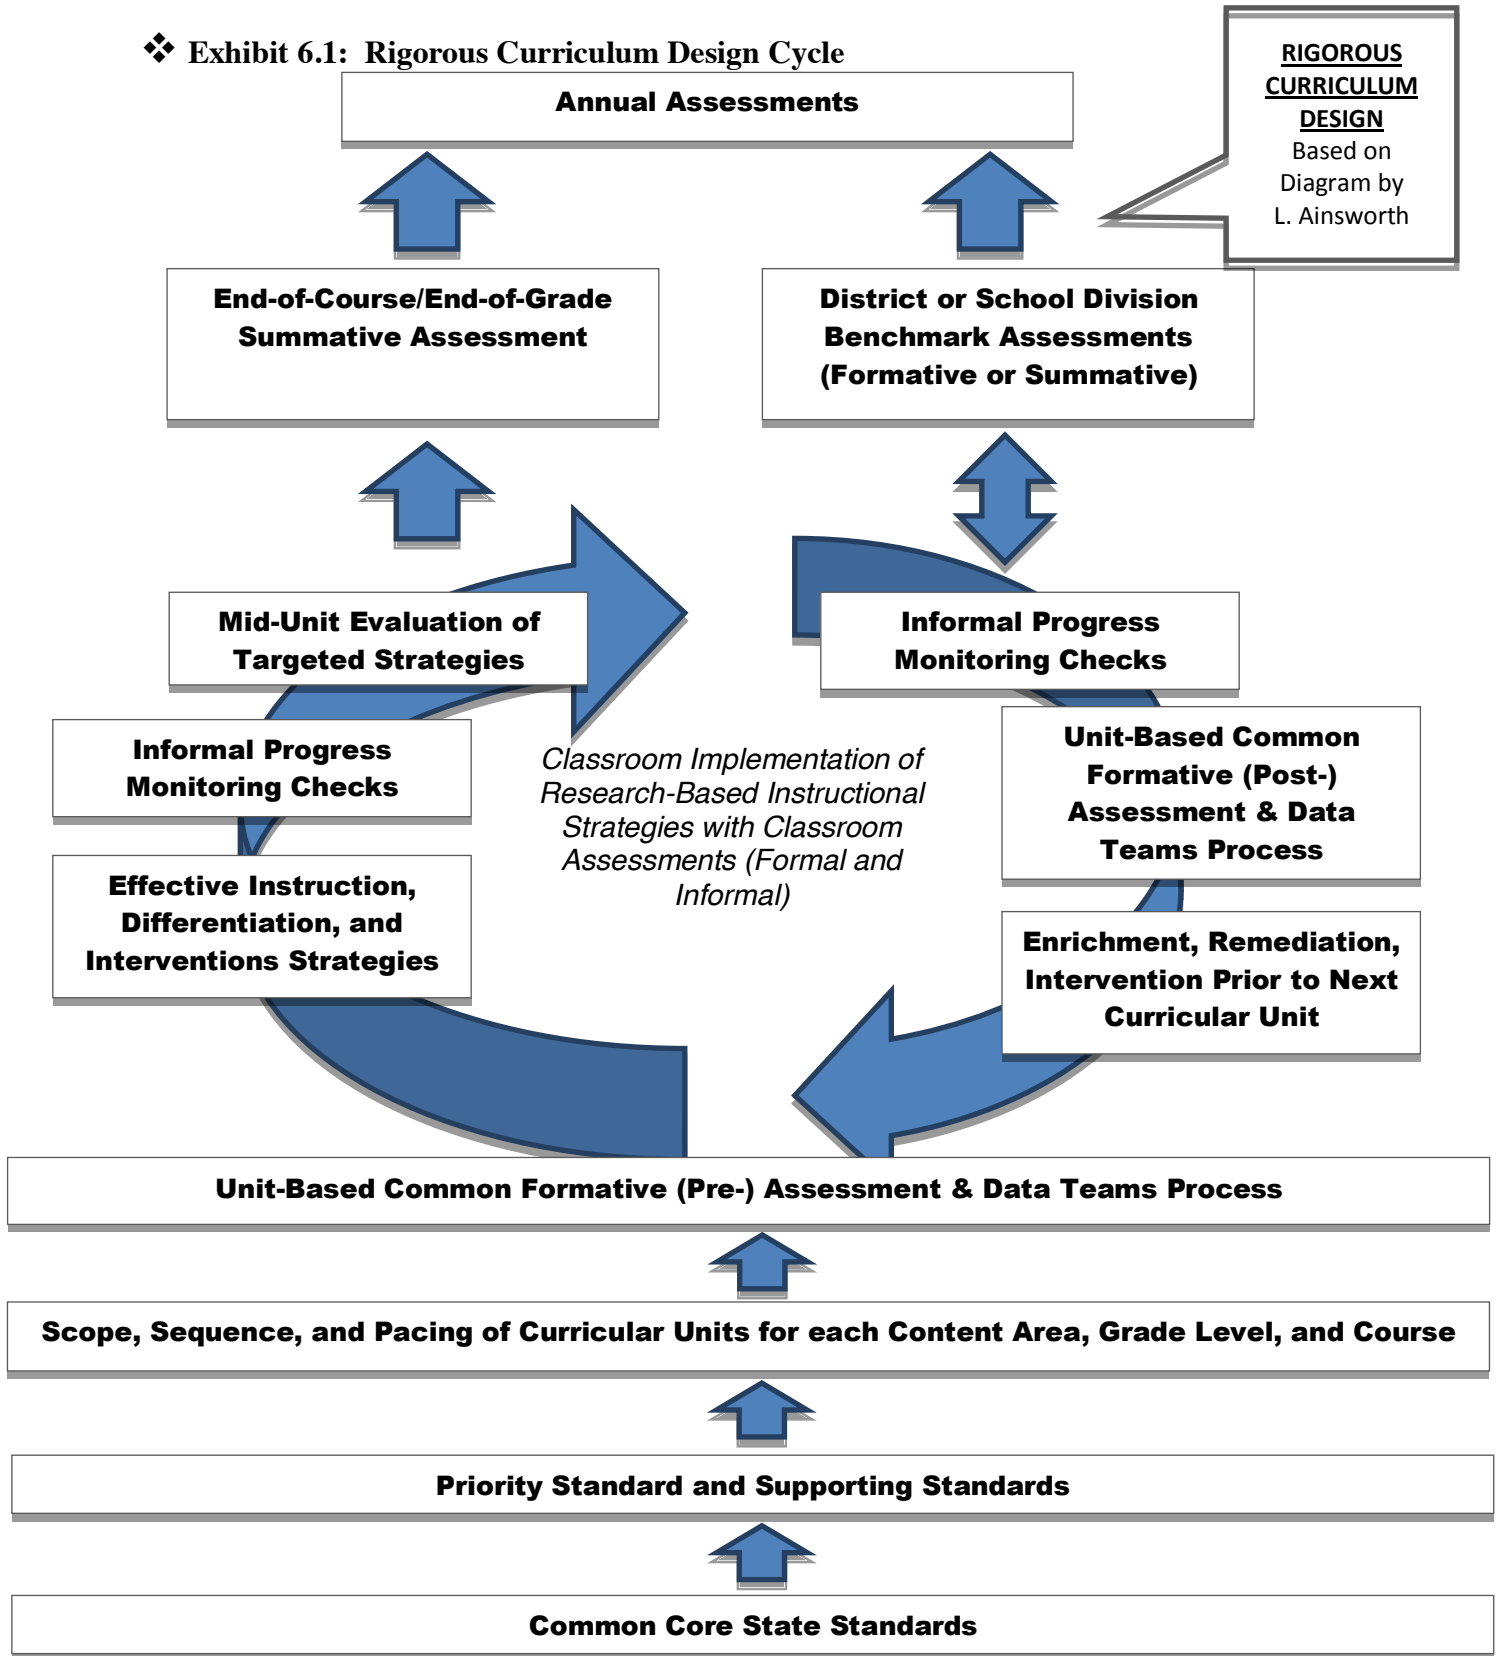 ❖ Exhibit 6.1: Rigorous Curriculum Design Cycle
RIGOROUS
CURRICULUM
DESIGN
Based on
Diagram by
L. Ainsworth
Annual Assessments
End-of-Course/End-of-Grade
Summative Assessment
District or School Division
Benchmark Assessments
(Formative or Summative)
Mid-Unit Evaluation of
Targeted Strategies
Informal Progress
Monitoring Checks
Informal Progress
Monitoring Checks
Unit-Based Common
Formative (Post-)
Assessment & Data
Teams Process
Classroom Implementation of
Research-Based Instructional
Strategies with Classroom
Assessments (Formal and
Informal)
Effective Instruction,
Differentiation, and
Interventions Strategies
Enrichment, Remediation,
Intervention Prior to Next
Curricular Unit
Unit-Based Common Formative (Pre-) Assessment & Data Teams Process
Scope, Sequence, and Pacing of Curricular Units for each Content Area, Grade Level, and Course
Priority Standard and Supporting Standards
Common Core State Standards